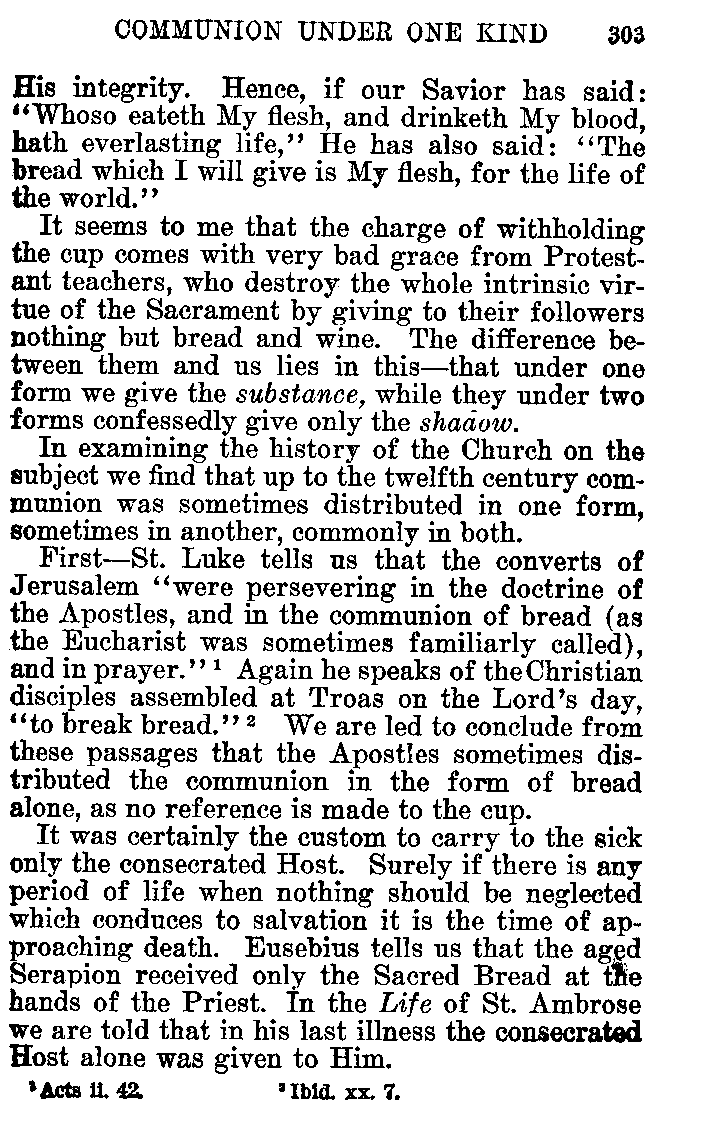 COMMUNION UNDER ONE KIND 303
His integrity. Hence, if our Savior has said:
“Whoso eateth My flesh, and drinketh My blood,
hath everlasting life,” He has also said: “The
bread which I will give is My flesh, for the life of
the world.”
It seems to me that the charge of withholding
the cup comes with very bad grace from Protest-
ant teachers, who destroy the whole intrinsic vir-
tue of the Sacrament by giving to their followers
nothing but bread and wine. The difference be-
tween them and us lies in this—that under one
form we give the substance, while they under two
forms confessedly give only the shadow.
In examining the history of the Church on the
subject we find that up to the twelfth century com-
munion was sometimes distributed in one form,
sometimes in another, commonly in both.
First—St. Luke tells us that the converts of
Jerusalem “were persevering in the doctrine of
the Apostles, and in the communion of bread (as
the Eucharist was sometimes familiarly called),
and in prayer.” ¹ Again he speaks of the Christian
disciples assembled at Troas on the Lord’s day,
“to break bread.” ² We are led to conclude from
these passages that the Apostles sometimes dis-
tributed the communion in the form of bread
alone, as no reference is made to the cup.
It was certainly the custom to carry to the sick
only the consecrated Host. Surely if there is any
period of life when nothing should be neglected
which conduces to salvation it is the time of ap-
proaching death. Eusebius tells us that the aged
Serapion received only the Sacred Bread at the
hands of the Priest. In the Life of St. Ambrose
we are told that in his last illness the consecrated
Host alone was given to Him.
¹ Acts ii. 42. ² Ibid. xx. 7.